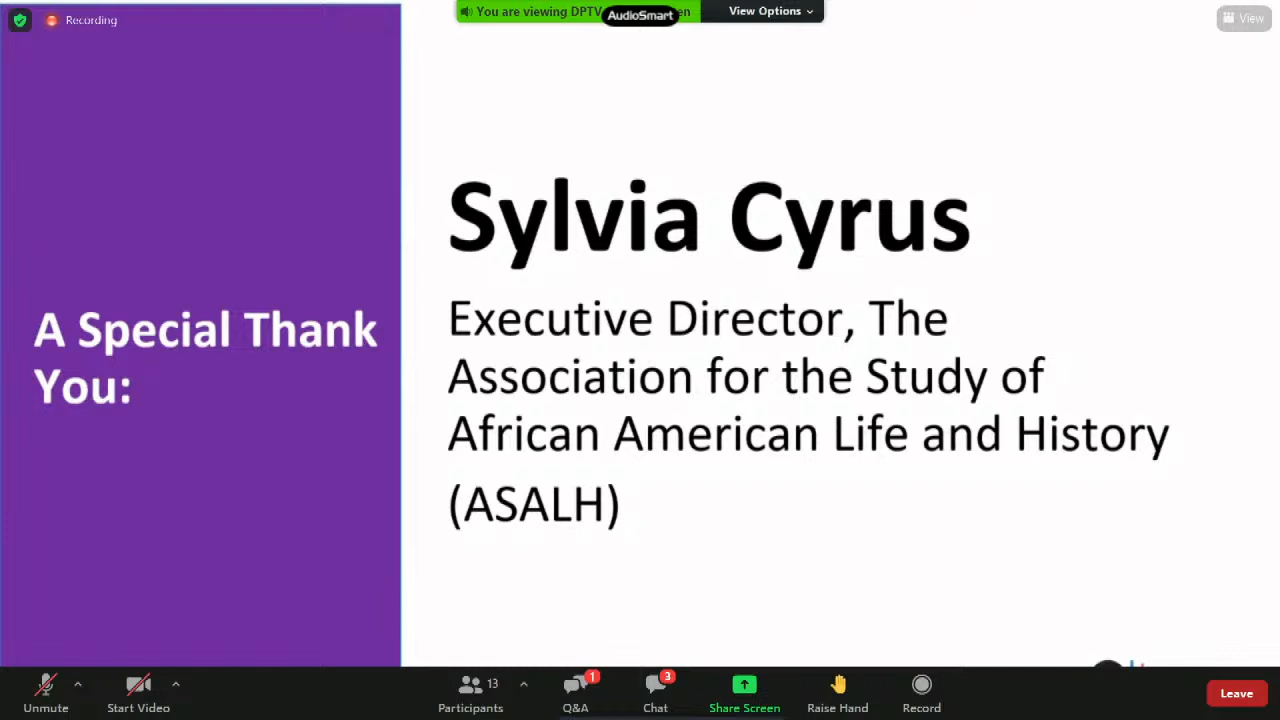 Recording
You are viewing DPTV
AudioSmart
en
View Options
View
Sylvia Cyrus
Executive Director, The
Association for the Study of
African American Life and History
(ASALH)
A Special Thank
You:
Unmute
Start Video
13
Participants
1
Q&A
3
Chat
Share Screen
Raise Hand
Record
Leave